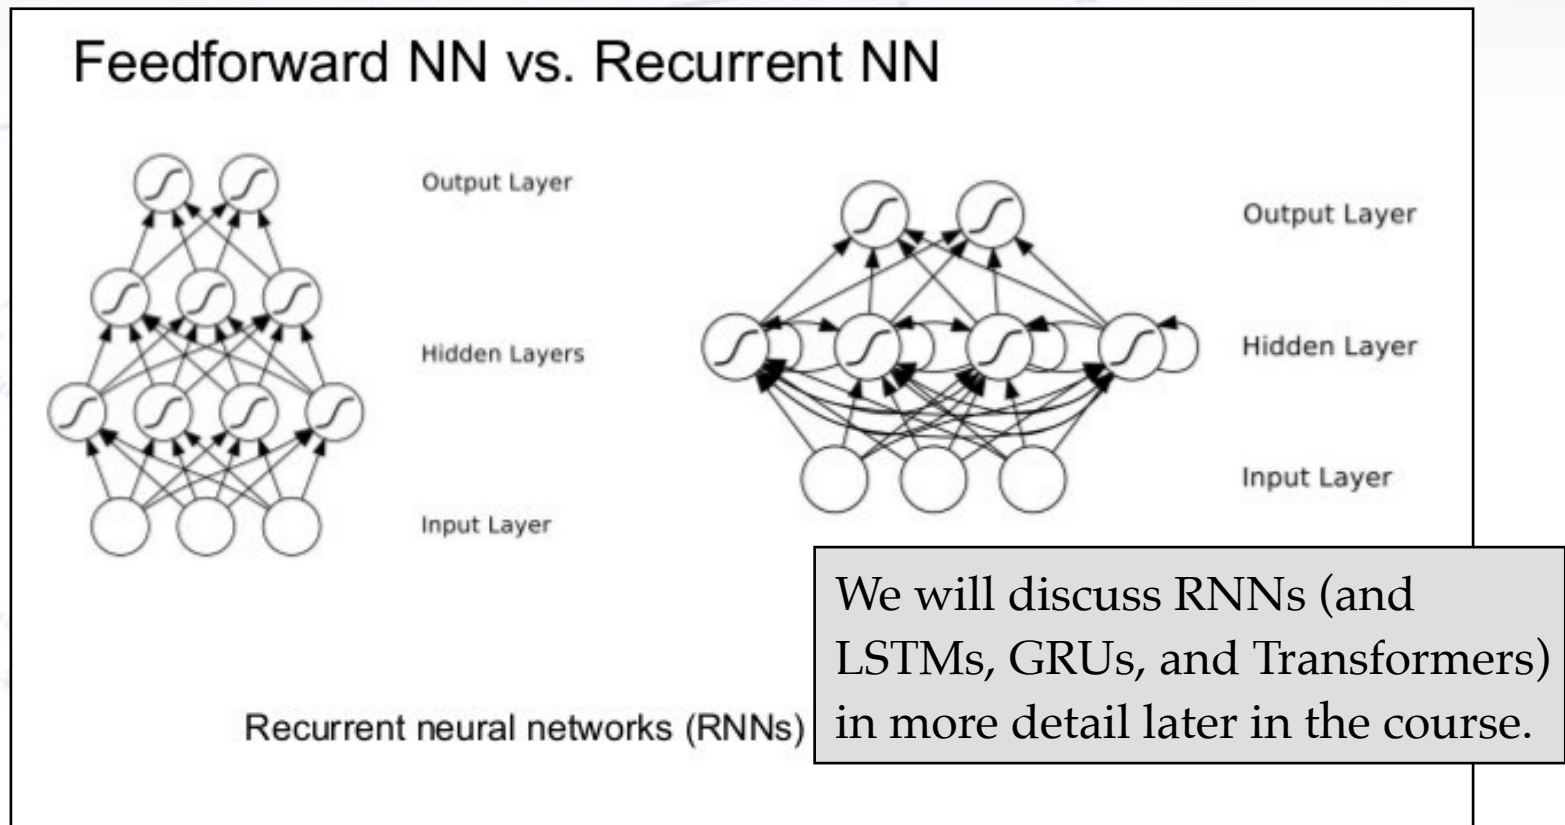 Feedforward NN vs. Recurrent NN
Output Layer
Hidden Layers
Input Layer
Output Layer
Hidden Layer
Input Layer
Recurrent neural networks (RNNs)
We will discuss RNNs (and
LSTMs, GRUs, and Transformers)
in more detail later in the course.